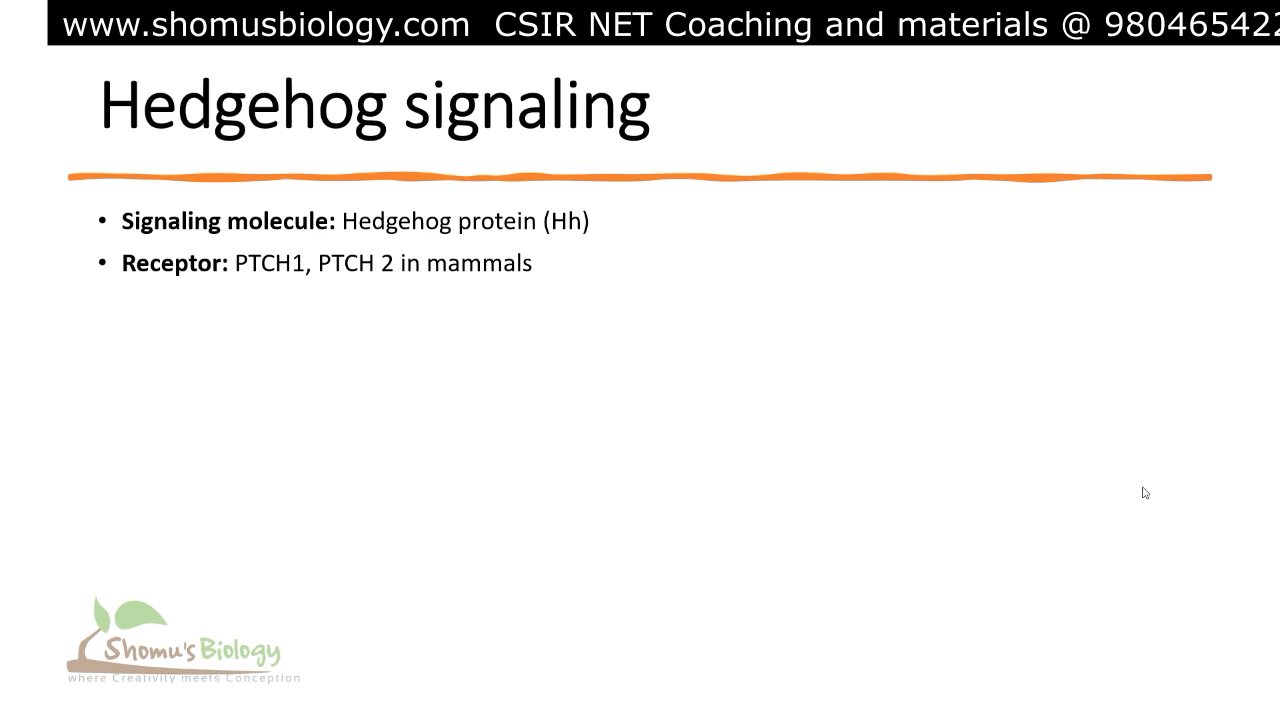 www.shomusbiology.com CSIR NET Coaching and materials @ 980465422
Hedgehog signaling
• Signaling molecule: Hedgehog protein (Hh)
• Receptor: PTCH1, PTCH 2 in mammals
Shomu's Biology
where Creativity meets Conception